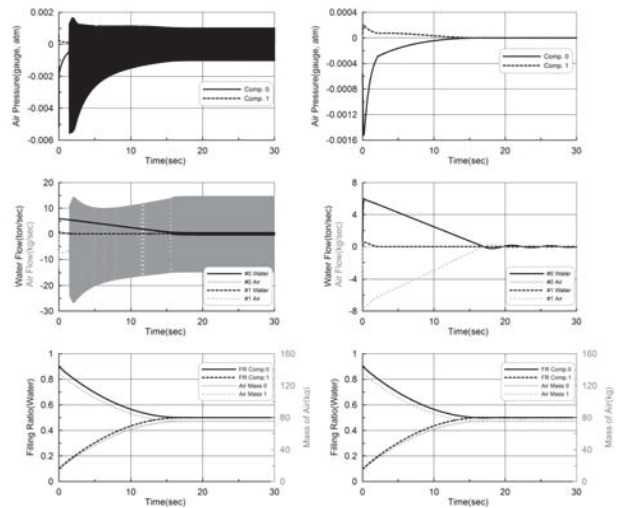 0.002
0
-0.002
-0.004
-0.006
Air Pressure(gauge, atm)
Comp. 0
Comp. 1
0 10 20 30
Time(sec)
0.0004
0
-0.0004
-0.0008
-0.0012
-0.0016
Air Pressure(gauge, atm)
Comp. 0
Comp. 1
0 10 20 30
Time(sec)
20
10
0
-10
-20
-30
Water Flow(ton/sec)
Air Flow(kg/sec)
#0 Water
#0 Air
#1 Water
#1 Air
0 10 20 30
Time(sec)
8
4
0
-4
-8
Water Flow(ton/sec)
Air Flow(kg/sec)
#0 Water
#0 Air
#1 Water
#1 Air
0 10 20 30
Time(sec)
1
0.8
0.6
0.4
0.2
0
Filling Ratio(Water)
FR Comp.0
FR Comp.1
Air Mass 0
Air Mass 1
160
120
80
40
0
Mass of Air(kg)
0 10 20 30
Time(sec)
1
0.8
0.6
0.4
0.2
0
Filling Ratio(Water)
FR Comp.0
FR Comp.1
Air Mass 0
Air Mass 1
160
120
80
40
0
Mass of Air(kg)
0 10 20 30
Time(sec)